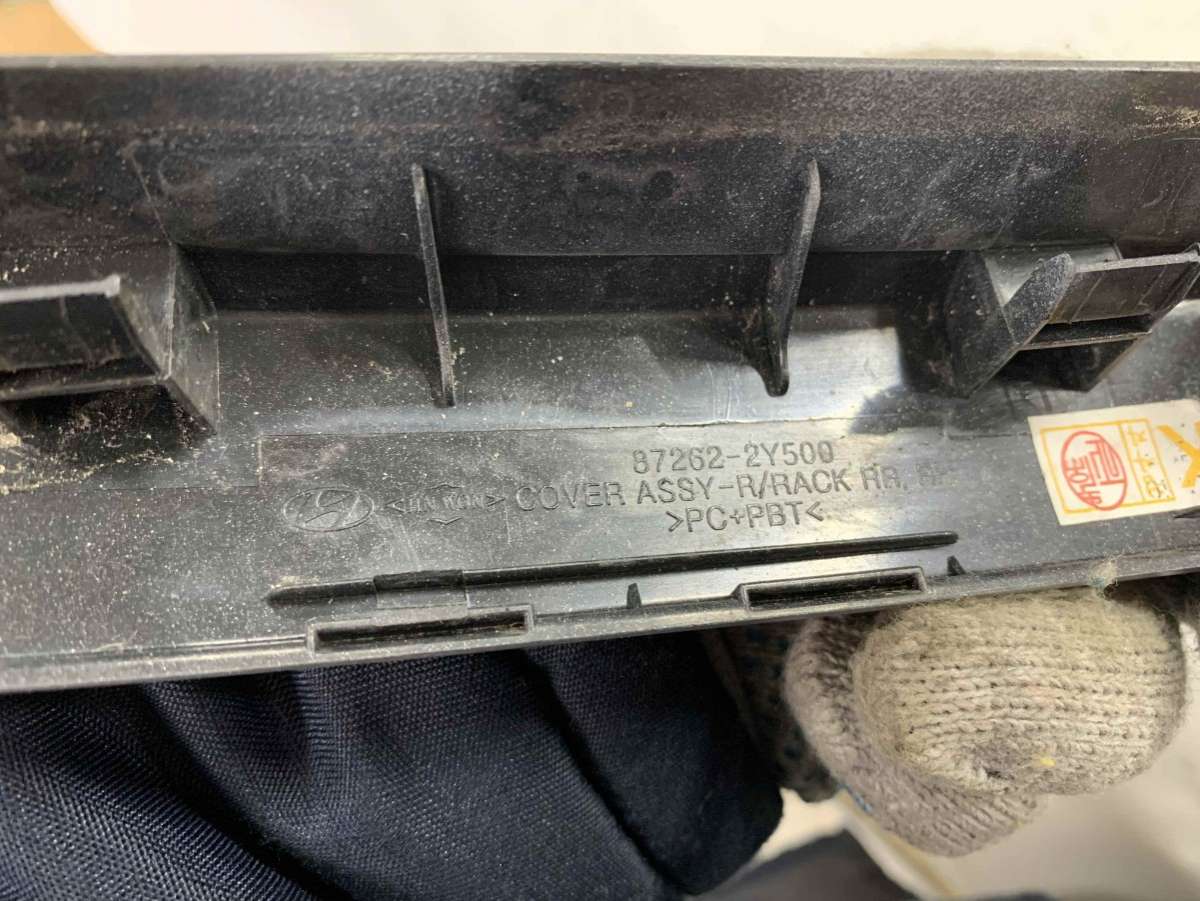 87262-2Y500
COVER ASSY-R/RACK RR,
>PC+PBT<